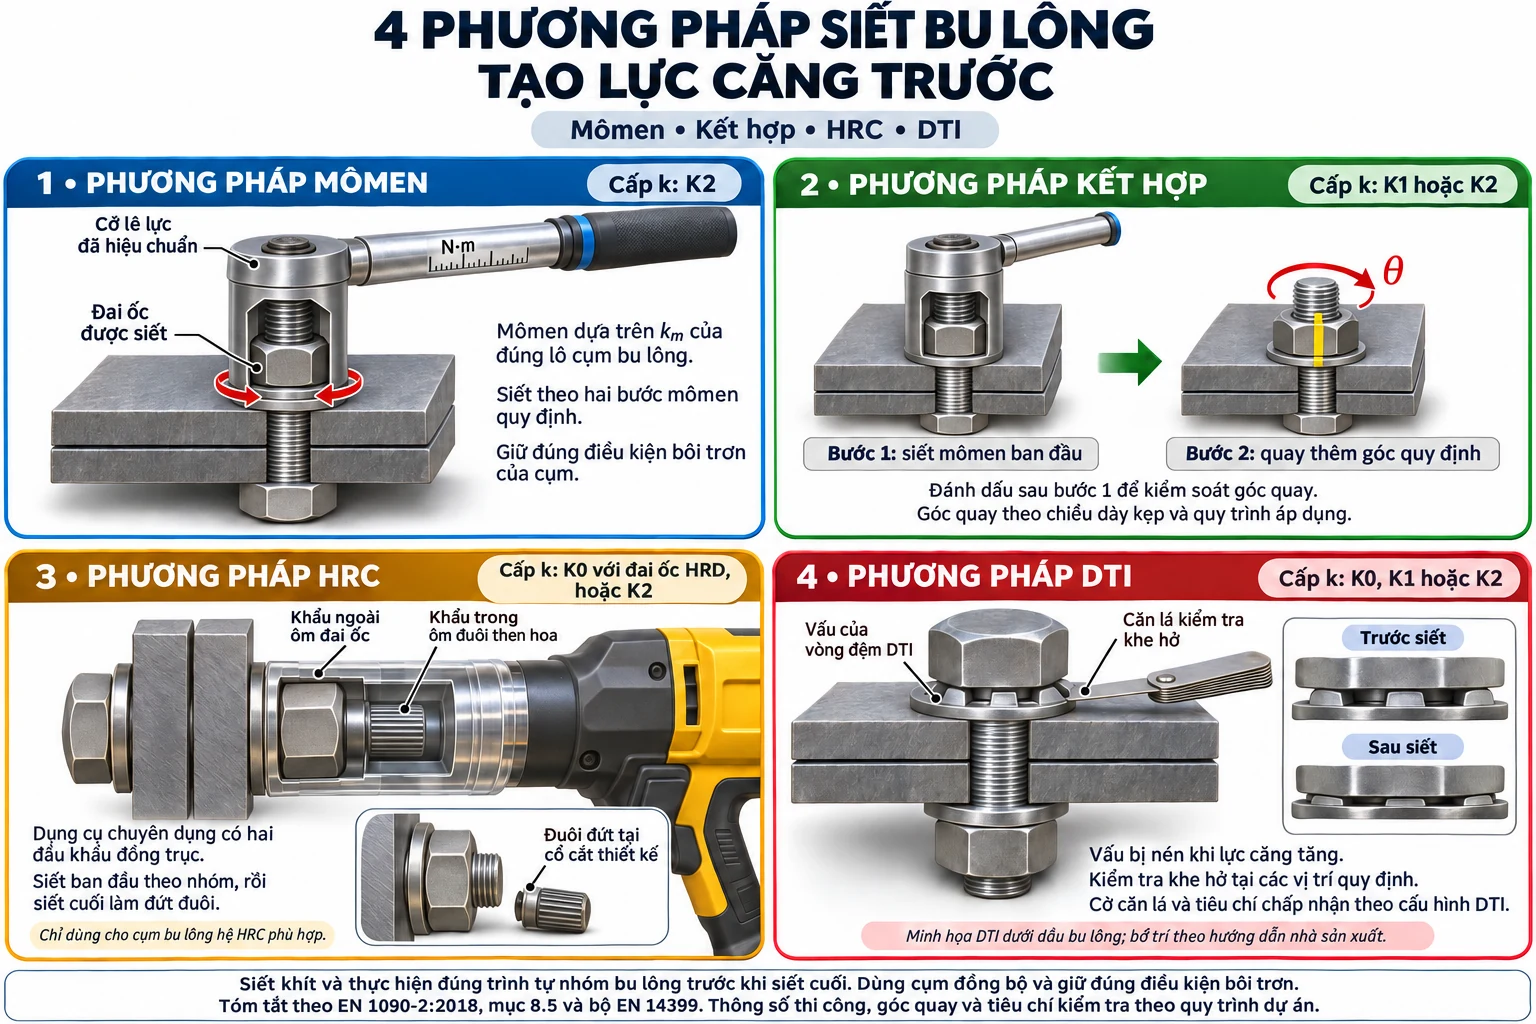 4 PHƯƠNG PHÁP SIẾT BU LÔNG
TẠO LỰC CĂNG TRƯỚC
Mômen • Kết hợp • HRC • DTI
1 • PHƯƠNG PHÁP MÔMEN
Cấp k: K2
Cờ lê lực
đã hiệu chuẩn
N·m
Đai ốc
được siết
Mômen dựa trên km của
đúng lô cụm bu lông.
Siết theo hai bước mômen
quy định.
Giữ đúng điều kiện bôi trơn
của cụm.
2 • PHƯƠNG PHÁP KẾT HỢP
Cấp k: K1 hoặc K2
θ
Bước 1: siết mômen ban đầu
Bước 2: quay thêm góc quy định
Đánh dấu sau bước 1 để kiểm soát góc quay.
Góc quay theo chiều dày kẹp và quy trình áp dụng.
3 • PHƯƠNG PHÁP HRC
Cấp k: K0 với đai ốc HRD,
hoặc K2
Khẩu ngoài
ôm đai ốc
Khẩu trong
ôm đuôi then hoa
Dụng cụ chuyên dụng có hai
đầu khẩu đồng trục.
Siết ban đầu theo nhóm, rồi
siết cuối làm đứt đuôi.
Chỉ dùng cho cụm bu lông hệ HRC phù hợp.
Đuôi đứt tại
cổ cắt thiết kế
4 • PHƯƠNG PHÁP DTI
Cấp k: K0, K1 hoặc K2
Vấu của
vòng đệm DTI
Căn lá kiểm tra
khe hở
Trước siết
Sau siết
Vấu bị nén khi lực căng tăng.
Kiểm tra khe hở tại các vị trí quy định.
Cờ căn lá và tiêu chí chấp nhận theo cấu hình DTI.
Minh họa DTI dưới dầu bu lông; bố trí theo hướng dẫn nhà sản xuất.
Siết khít và thực hiện đúng trình tự nhóm bu lông trước khi siết cuối. Dùng cụm đồng bộ và giữ đúng điều kiện bôi trơn.
Tóm tắt theo EN 1090-2:2018, mục 8.5 và bộ EN 14399. Thông số thi công, góc quay và tiêu chí kiểm tra theo quy trình dự án.